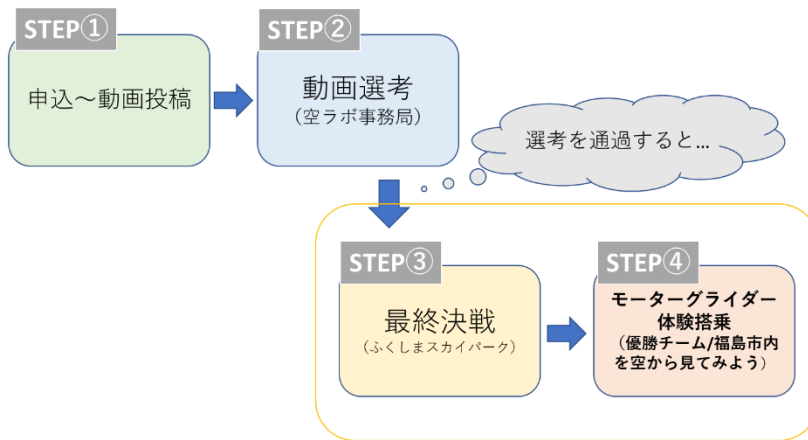 STEP①
申込～動画投稿
STEP②
動画選考
（空ラボ事務局）
選考を通過すると…
STEP③
最終決戦
（ふくしまスカイパーク）
STEP④
モーターグライダー
体験搭乗
（優勝チーム/福島市内
を空から見てみよう）